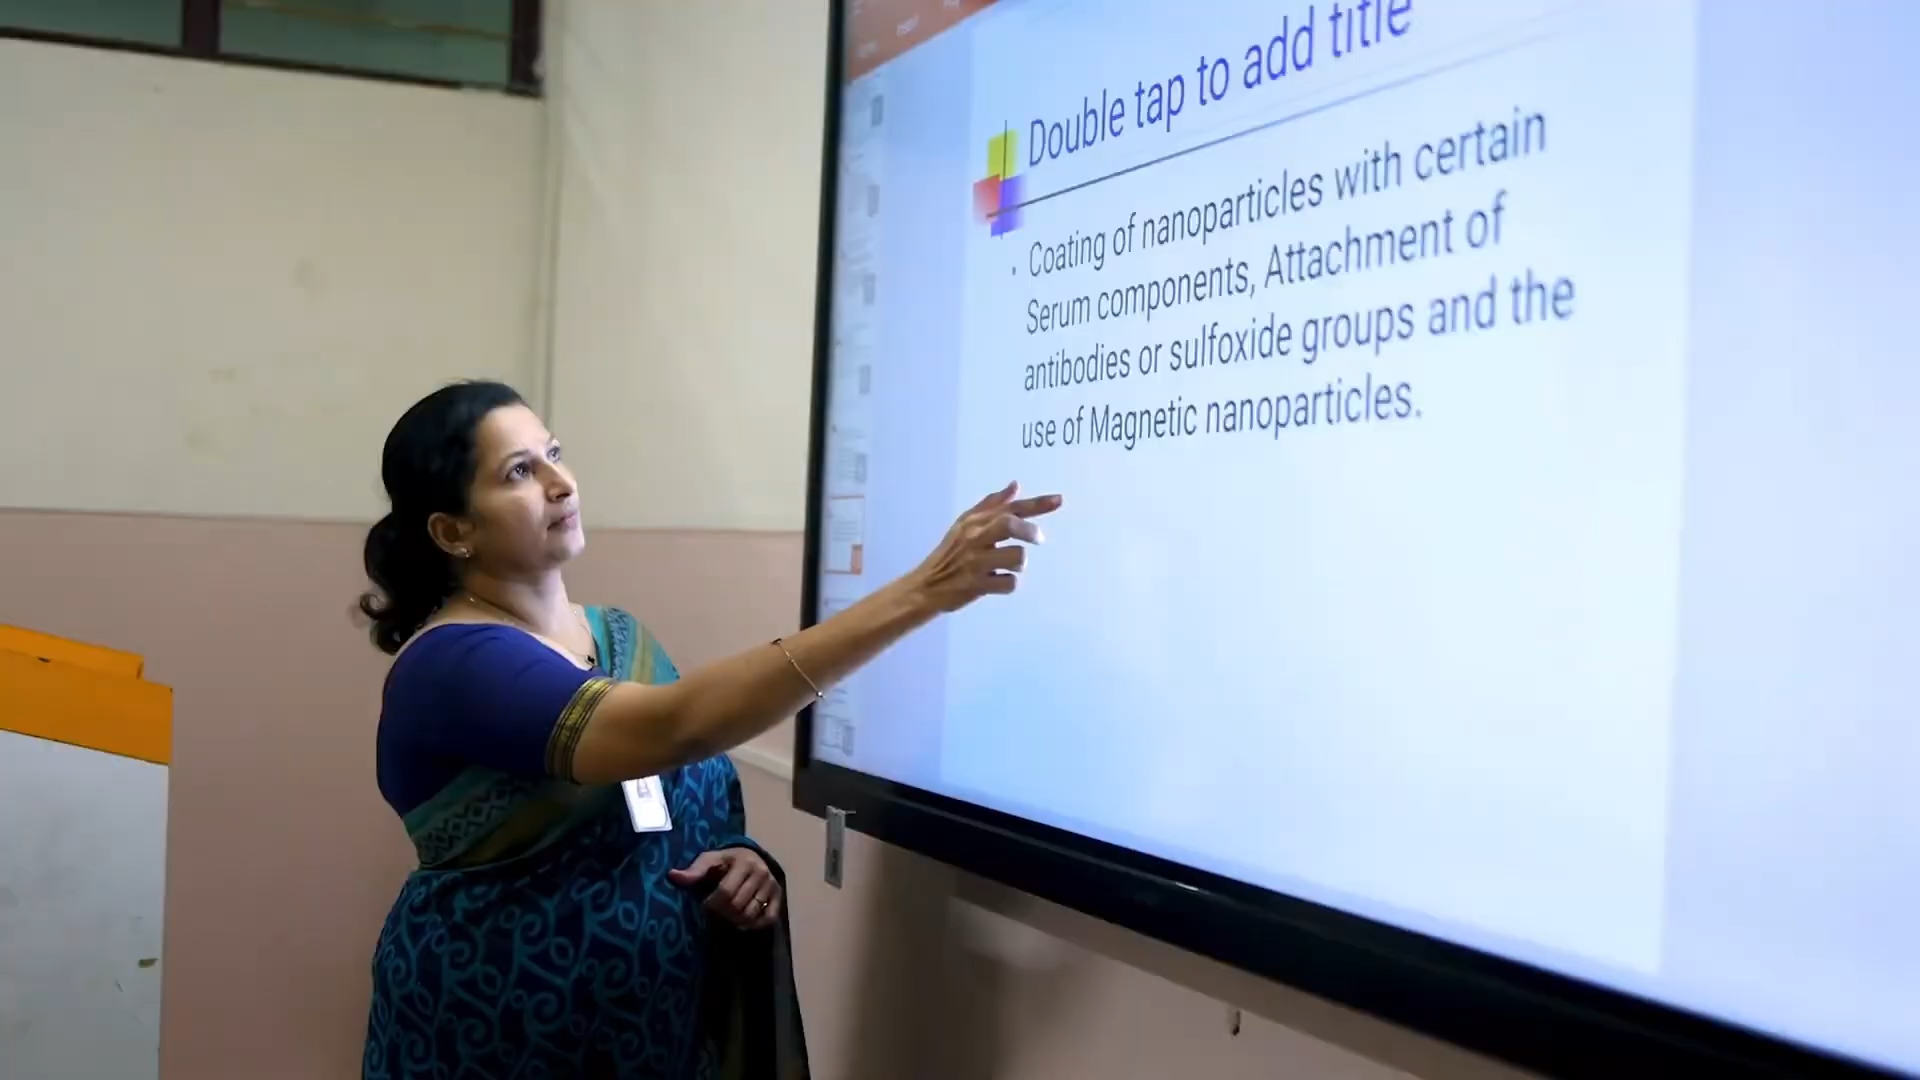 Double tap to add title
· Coating of nanoparticles with certain
Serum components, Attachment of
antibodies or sulfoxide groups and the
use of Magnetic nanoparticles.